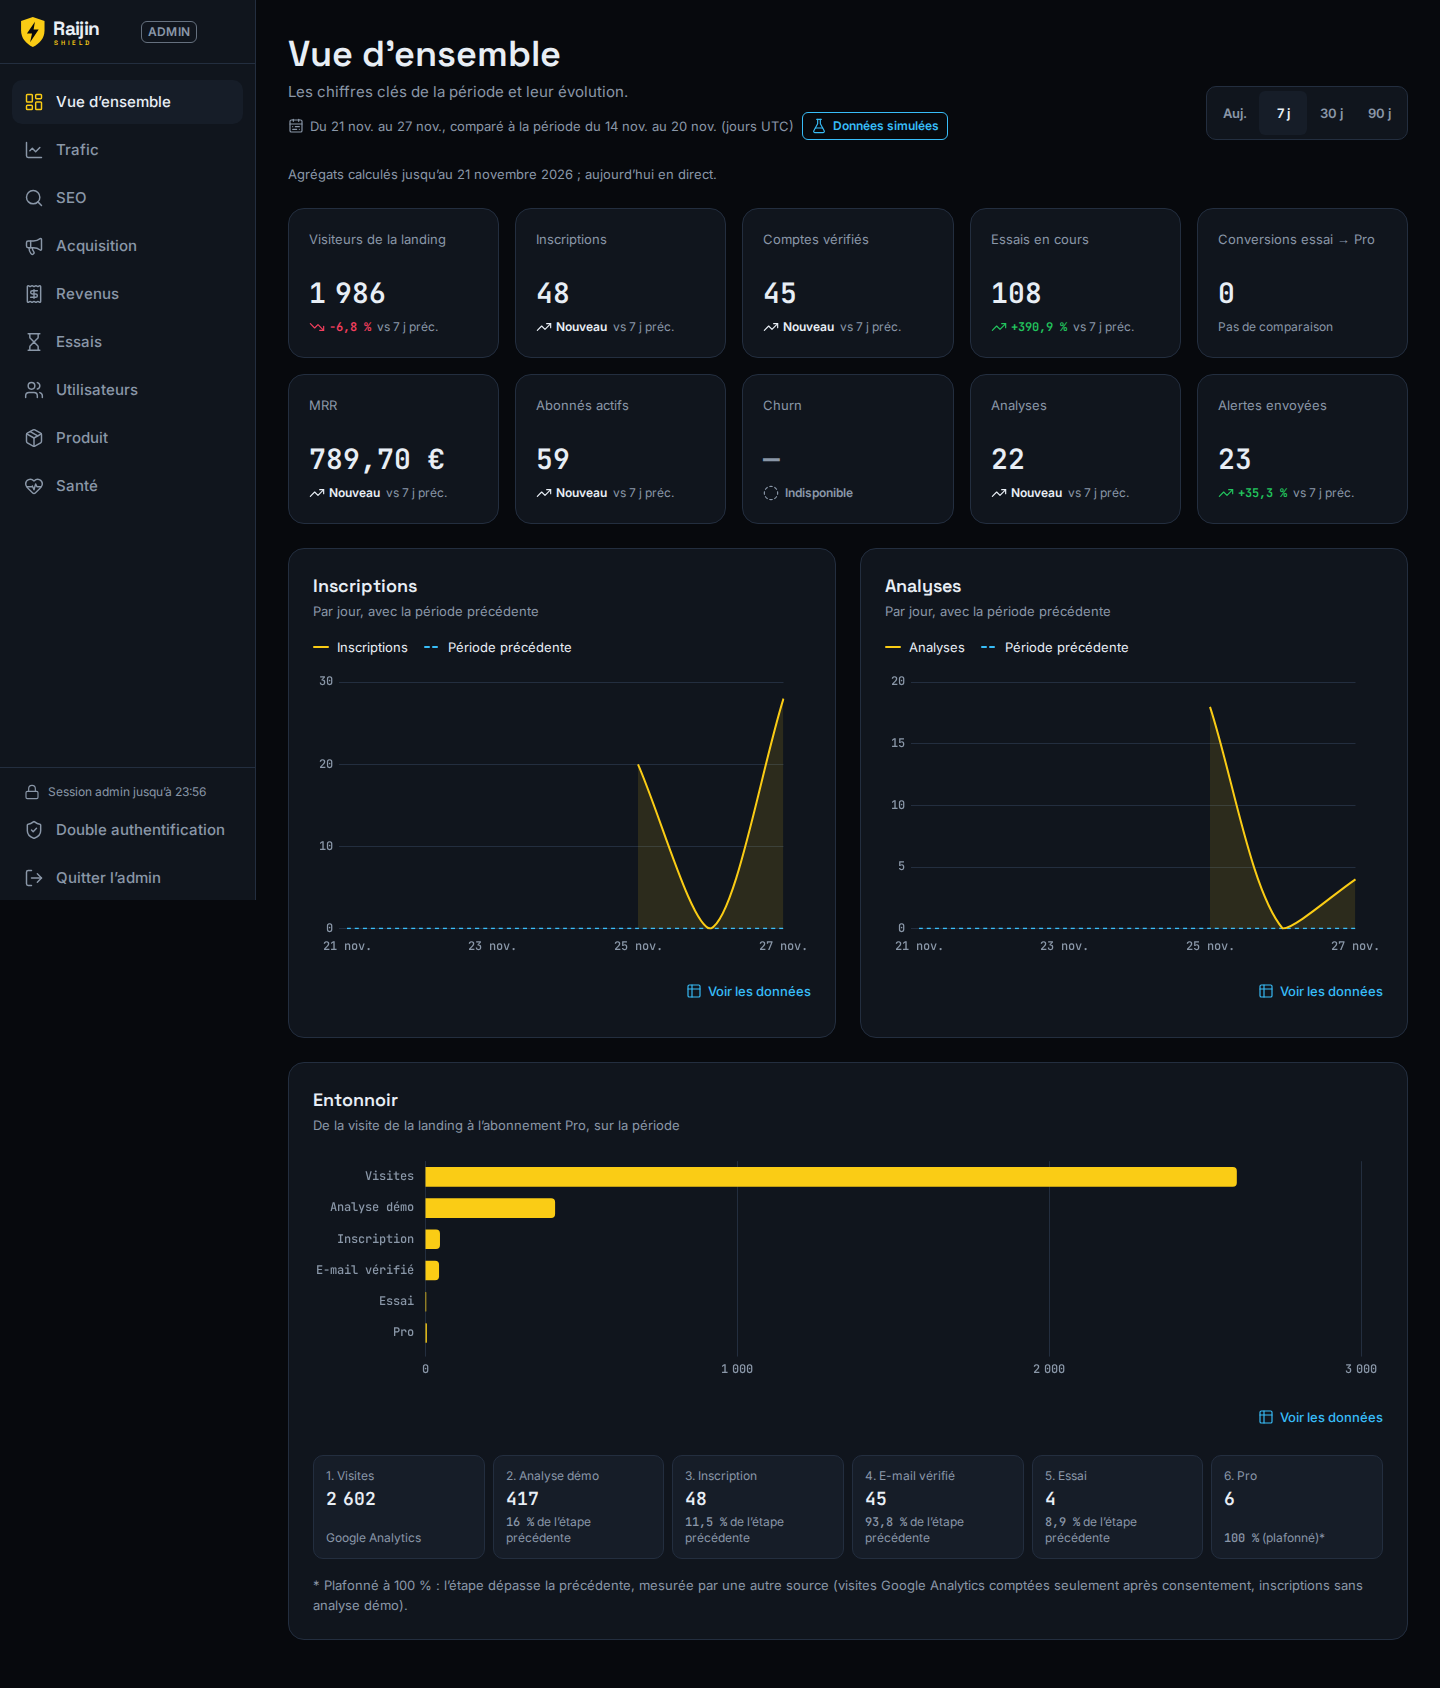 Raijin
SHIELD
ADMIN
Vue d’ensemble
Trafic
SEO
Acquisition
Revenus
Essais
Utilisateurs
Produit
Santé
Session admin jusqu’à 23:56
Double authentification
Quitter l’admin
Vue d’ensemble
Les chiffres clés de la période et leur évolution.
Du 21 nov. au 27 nov., comparé à la période du 14 nov. au 20 nov. (jours UTC)
Données simulées
Auj. 7 j 30 j 90 j
Agrégats calculés jusqu’au 21 novembre 2026 ; aujourd’hui en direct.
Visiteurs de la landing
1 986
-6,8 % vs 7 j préc.
Inscriptions
48
Nouveau vs 7 j préc.
Comptes vérifiés
45
Nouveau vs 7 j préc.
Essais en cours
108
+390,9 % vs 7 j préc.
Conversions essai → Pro
0
Pas de comparaison
MRR
789,70 €
Nouveau vs 7 j préc.
Abonnés actifs
59
Nouveau vs 7 j préc.
Churn
—
Indisponible
Analyses
22
Nouveau vs 7 j préc.
Alertes envoyées
23
+35,3 % vs 7 j préc.
Inscriptions
Par jour, avec la période précédente
Inscriptions Période précédente
30
20
10
0
21 nov. 23 nov. 25 nov. 27 nov.
Voir les données
Analyses
Par jour, avec la période précédente
Analyses Période précédente
20
15
10
5
0
21 nov. 23 nov. 25 nov. 27 nov.
Voir les données
Entonnoir
De la visite de la landing à l’abonnement Pro, sur la période
Visites
Analyse démo
Inscription
E-mail vérifié
Essai
Pro
0 1 000 2 000 3 000
Voir les données
1. Visites
2 602
Google Analytics
2. Analyse démo
417
16 % de l’étape
précédente
3. Inscription
48
11,5 % de l’étape
précédente
4. E-mail vérifié
45
93,8 % de l’étape
précédente
5. Essai
4
8,9 % de l’étape
précédente
6. Pro
6
100 % (plafonné)*
* Plafonné à 100 % : l’étape dépasse la précédente, mesurée par une autre source (visites Google Analytics comptées seulement après consentement, inscriptions sans
analyse démo).